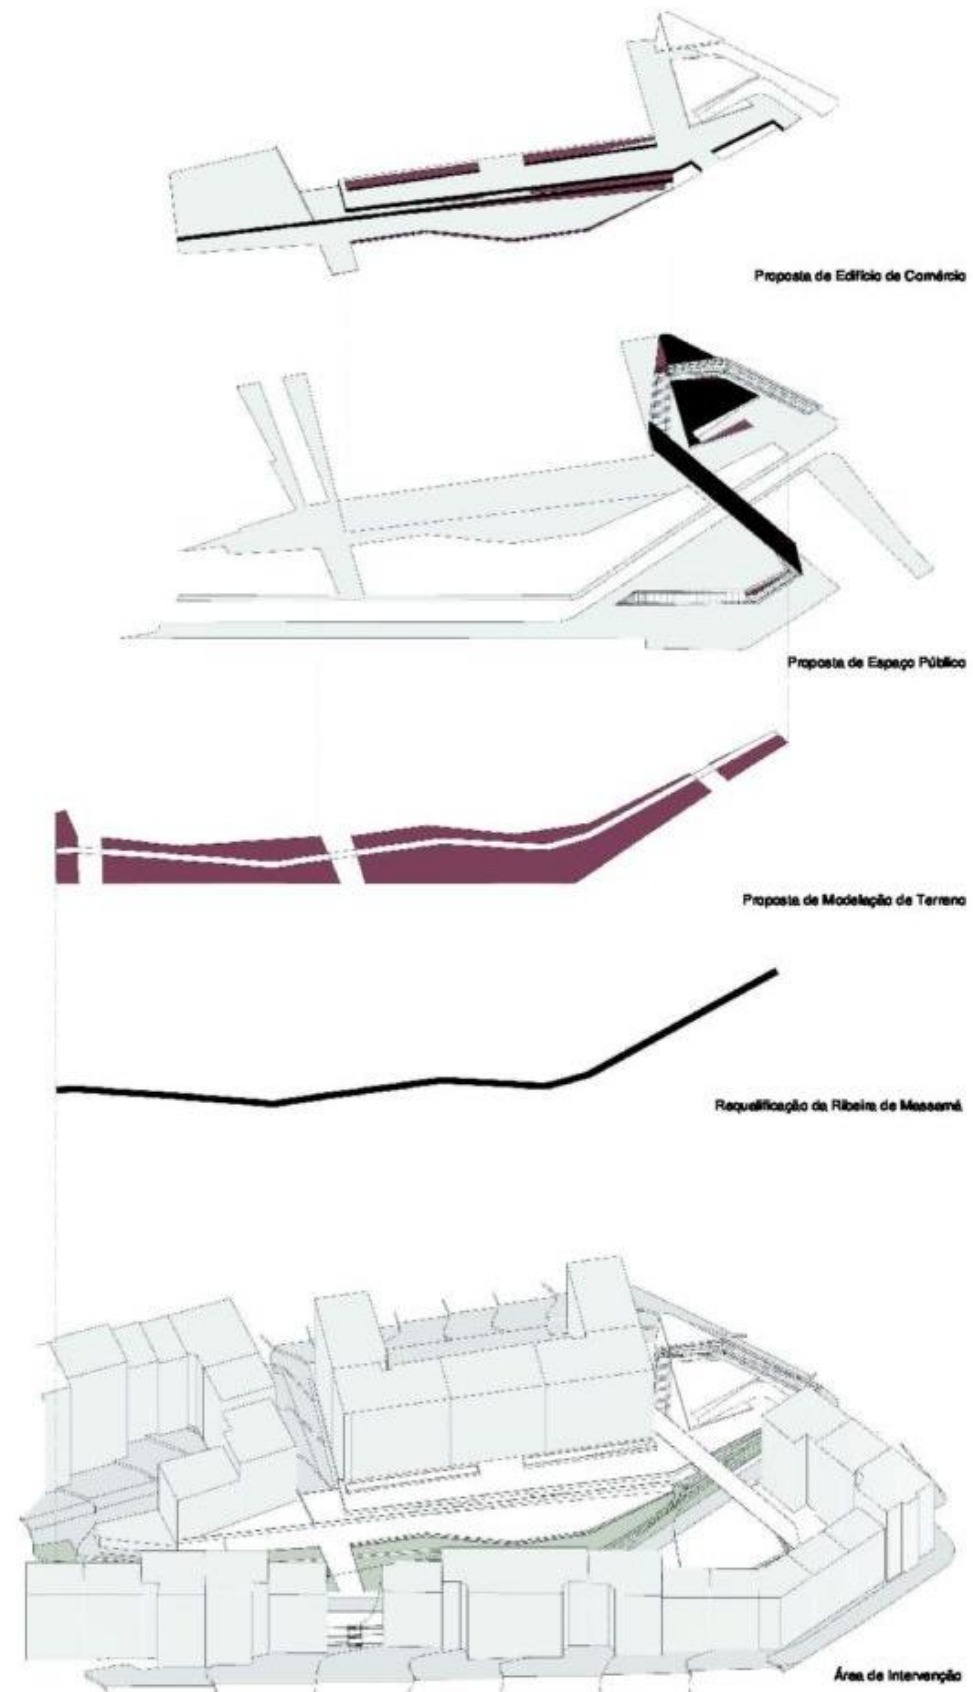 Proposta de Edifício de Comércio
Proposta de Espaço Público
Proposta de Modelação de Terreno
Requalificação da Ribeira de Massamá
Área de Intervenção